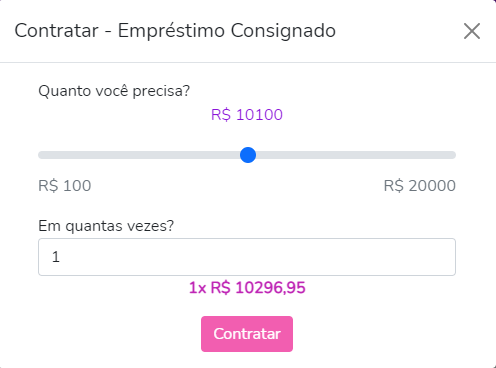 Contratar - Empréstimo Consignado
Quanto você precisa?
R$ 10100
R$ 100 R$ 20000
Em quantas vezes?
1
1x R$ 10296,95
Contratar